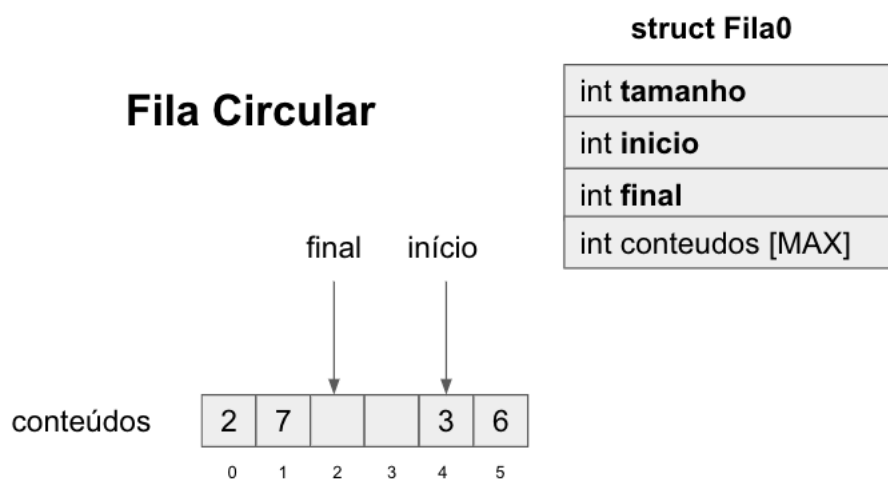 struct Fila0
Fila Circular
int tamanho
int inicio
int final
int conteudos [MAX]
final início
conteúdos 2 7 3 6
0 1 2 3 4 5